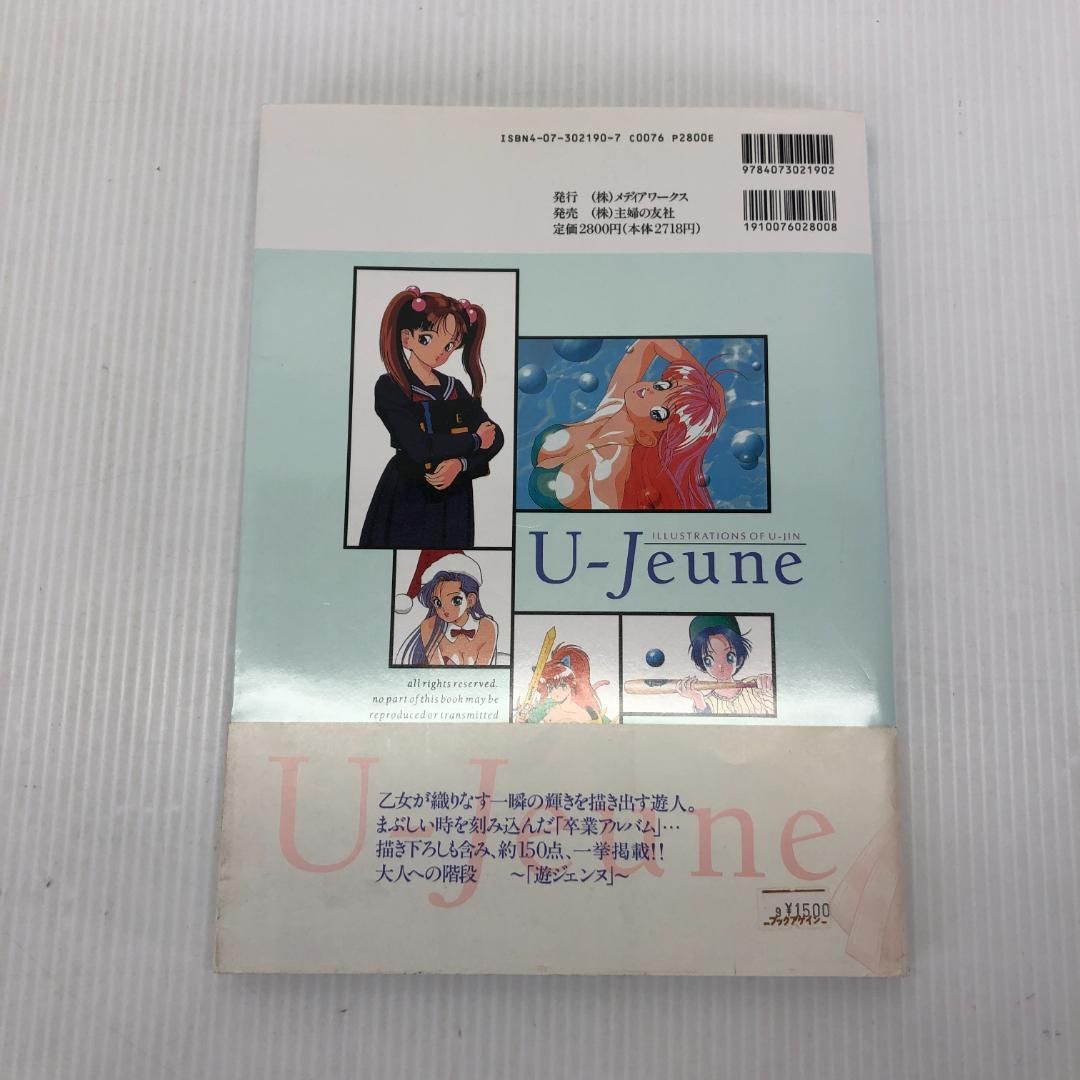 ISBN4-07-302190-7 C0076 P2800E
9784073021902
発行 (株)メディアワークス
発売 (株)主婦の友社
定価2800円(本体2718円)
1910076028008
E
ILLUSTRATIONS OF U-JIN
U-Jeune
all rights reserved.
no part of this book may be
reproduced or transmitted
U-Jeune
乙女が織りなす一瞬の輝きを描き出す遊人。
まぶしい時を刻み込んだ「卒業アルバム」…
描き下ろしも含み、約150点、一挙掲載!!
大人への階段 〜「遊ジェンヌ」〜
9 ¥1500
ブックアゲイン